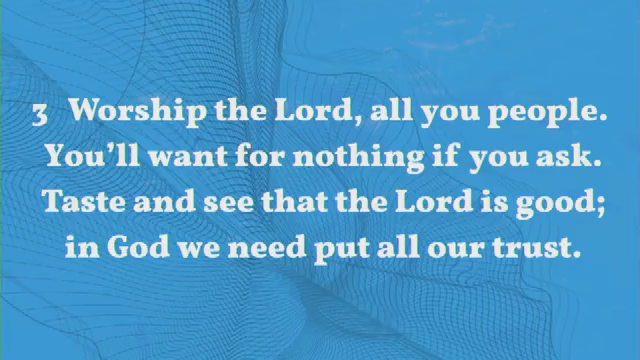 3 Worship the Lord, all you people.
You’ll want for nothing if you ask.
Taste and see that the Lord is good;
in God we need put all our trust.